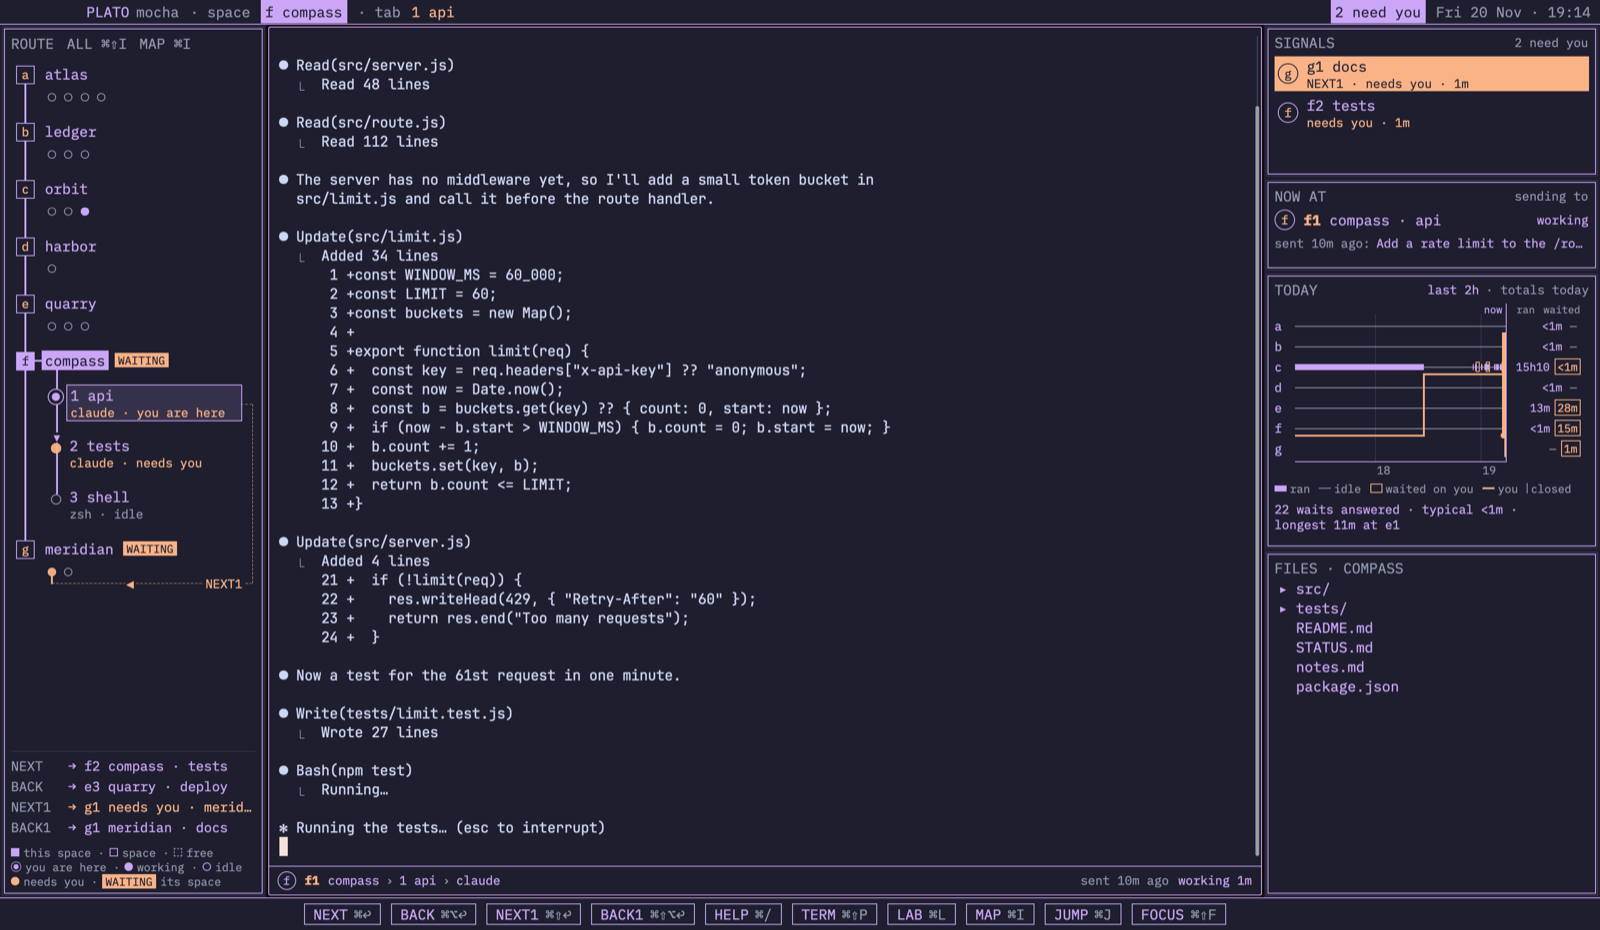 PLATO mocha · space f compass · tab 1 api
2 need you Fri 20 Nov · 19:14
ROUTE ALL ⌘⇧I MAP ⌘I
a atlas
b ledger
c orbit
d harbor
e quarry
f compass WAITING
1 api
claude · you are here
2 tests
claude · needs you
3 shell
zsh · idle
g meridian WAITING
NEXT1
NEXT → f2 compass · tests
BACK → e3 quarry · deploy
NEXT1 → g1 needs you · merid…
BACK1 → g1 meridian · docs
this space · space · free
you are here · working · idle
needs you · WAITING its space
● Read(src/server.js)
└ Read 48 lines
● Read(src/route.js)
└ Read 112 lines
● The server has no middleware yet, so I'll add a small token bucket in
src/limit.js and call it before the route handler.
● Update(src/limit.js)
└ Added 34 lines
1 +const WINDOW_MS = 60_000;
2 +const LIMIT = 60;
3 +const buckets = new Map();
4 +
5 +export function limit(req) {
6 +  const key = req.headers["x-api-key"] ?? "anonymous";
7 +  const now = Date.now();
8 +  const b = buckets.get(key) ?? { count: 0, start: now };
9 +  if (now - b.start > WINDOW_MS) { b.count = 0; b.start = now; }
10 +  b.count += 1;
11 +  buckets.set(key, b);
12 +  return b.count <= LIMIT;
13 +}
● Update(src/server.js)
└ Added 4 lines
21 +  if (!limit(req)) {
22 +    res.writeHead(429, { "Retry-After": "60" });
23 +    return res.end("Too many requests");
24 +  }
● Now a test for the 61st request in one minute.
● Write(tests/limit.test.js)
└ Wrote 27 lines
● Bash(npm test)
└ Running…
✻ Running the tests… (esc to interrupt)
f f1 compass › 1 api › claude
sent 10m ago working 1m
SIGNALS 2 need you
g g1 docs
NEXT1 · needs you · 1m
f f2 tests
needs you · 1m
NOW AT sending to
f f1 compass · api working
sent 10m ago: Add a rate limit to the /ro…
TODAY last 2h · totals today
now ran waited
a <1m —
b <1m —
c 15h10 <1m
d <1m —
e 13m 28m
f <1m 15m
g — 1m
18 19
ran idle waited on you you closed
22 waits answered · typical <1m ·
longest 11m at e1
FILES · COMPASS
▸ src/
▸ tests/
README.md
STATUS.md
notes.md
package.json
NEXT ⌘↩ BACK ⌘⌥↩ NEXT1 ⌘⇧↩ BACK1 ⌘⇧⌥↩ HELP ⌘/ TERM ⌘⇧P LAB ⌘L MAP ⌘I JUMP ⌘J FOCUS ⌘⇧F